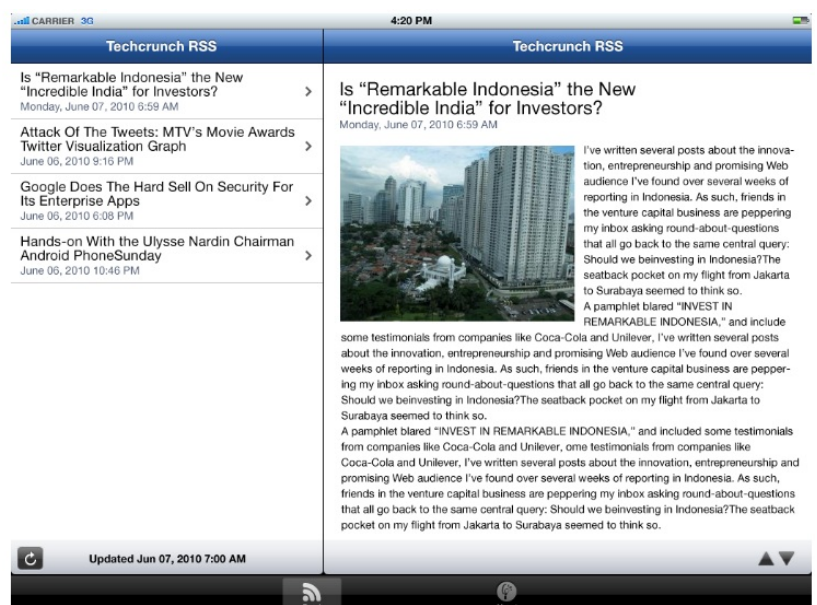 CARRIER 3G
4:20 PM
Techcrunch RSS
Is “Remarkable Indonesia” the New
“Incredible India” for Investors?
Monday, June 07, 2010 6:59 AM
Attack Of The Tweets: MTV’s Movie Awards
Twitter Visualization Graph
June 06, 2010 9:16 PM
Google Does The Hard Sell On Security For
Its Enterprise Apps
June 06, 2010 6:08 PM
Hands-on With the Ulysse Nardin Chairman
Android PhoneSunday
June 06, 2010 10:46 PM
Updated Jun 07, 2010 7:00 AM
Techcrunch RSS
Is “Remarkable Indonesia” the New
“Incredible India” for Investors?
Monday, June 07, 2010 6:59 AM
I’ve written several posts about the innova-
tion, entrepreneurship and promising Web
audience I’ve found over several weeks of
reporting in Indonesia. As such, friends in
the venture capital business are peppering
my inbox asking round-about-questions
that all go back to the same central query:
Should we beinvesting in Indonesia?The
seatback pocket on my flight from Jakarta
to Surabaya seemed to think so.
A pamphlet blared “INVEST IN
REMARKABLE INDONESIA,” and include
some testimonials from companies like Coca-Cola and Unilever, I’ve written several posts
about the innovation, entrepreneurship and promising Web audience I’ve found over several
weeks of reporting in Indonesia. As such, friends in the venture capital business are pepper-
ing my inbox asking round-about-questions that all go back to the same central query:
Should we beinvesting in Indonesia?The seatback pocket on my flight from Jakarta to
Surabaya seemed to think so.
A pamphlet blared “INVEST IN REMARKABLE INDONESIA,” and included some testimonials
from companies like Coca-Cola and Unilever, ome testimonials from companies like
Coca-Cola and Unilever, I’ve written several posts about the innovation, entrepreneurship and
promising Web audience I’ve found over several weeks of reporting in Indonesia. As such,
friends in the venture capital business are peppering my inbox asking round-about-questions
that all go back to the same central query: Should we beinvesting in Indonesia?The seatback
pocket on my flight from Jakarta to Surabaya seemed to think so.